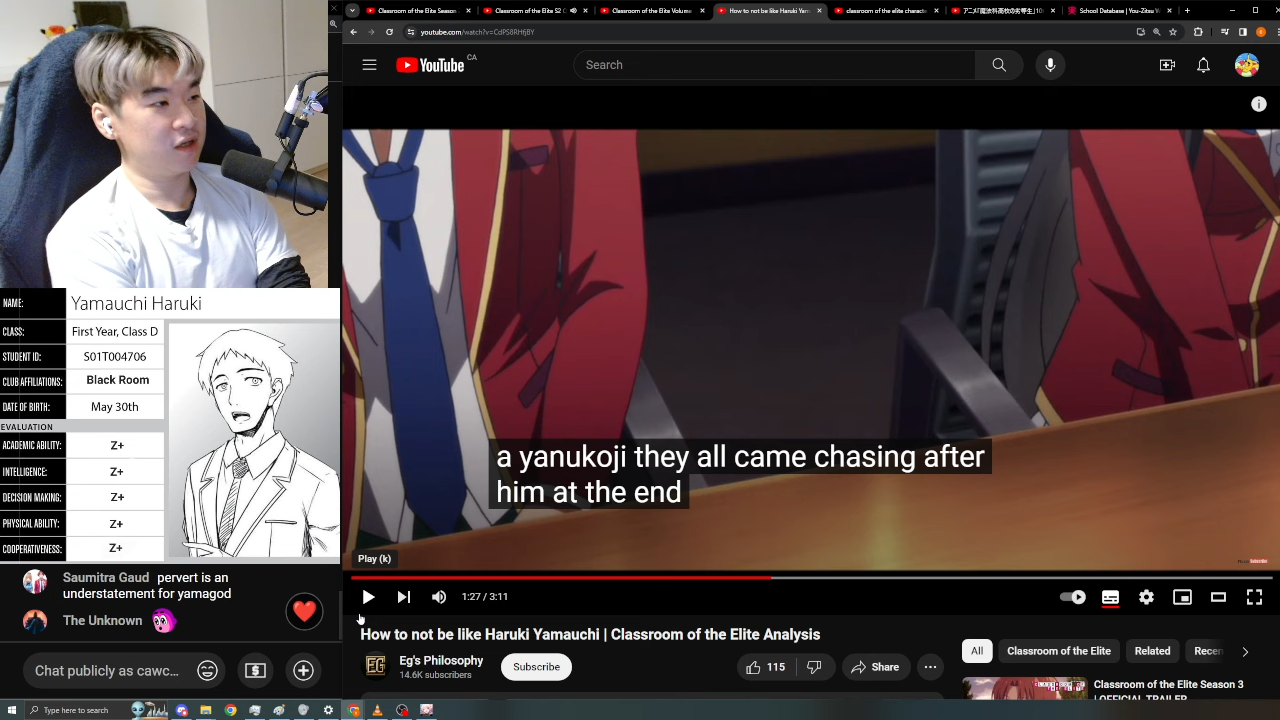 Classroom of the Elite Season
Classroom of the Elite S2
Classroom of the Elite Volume
How to not be like Haruki Yam
classroom of the elite characte
School Database | You-Zitsu W
youtube.com/watch?v=CdPS8RH6jBY
YouTube CA
Search
a yanukoji they all came chasing after
him at the end
Play (k)
1:27 / 3:11
How to not be like Haruki Yamauchi | Classroom of the Elite Analysis
EG
Eg's Philosophy
14.6K subscribers
Subscribe
115
Share
All
Classroom of the Elite
Related
Recen
Classroom of the Elite Season 3
| OFFICIAL TRAILER
NAME: Yamauchi Haruki
CLASS: First Year, Class D
STUDENT ID: S01T004706
CLUB AFFILIATIONS: Black Room
DATE OF BIRTH: May 30th
EVALUATION
ACADEMIC ABILITY: Z+
INTELLIGENCE: Z+
DECISION MAKING: Z+
PHYSICAL ABILITY: Z+
COOPERATIVENESS: Z+
Saumitra Gaud pervert is an
understatement for yamagod
The Unknown
Chat publicly as cawc...
Type here to search